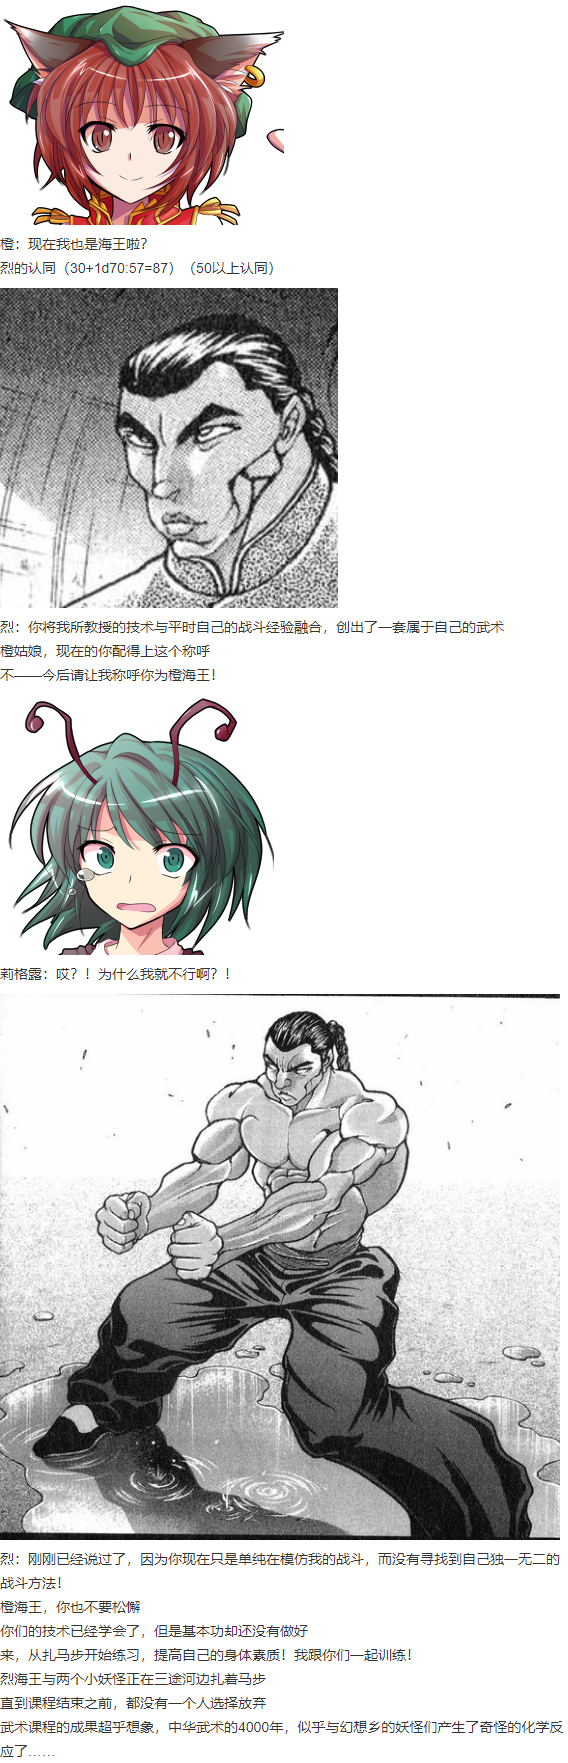 橙：现在我也是海王啦？
烈的认同（30+1d70:57=87）（50以上认同）
烈：你将我所教授的技术与平时自己的战斗经验融合，创出了一套属于自己的武术
橙姑娘，现在的你配得上这个称呼
不——今后请让我称呼你为橙海王！
莉格露：哎？！为什么我就不行啊？！
烈：刚刚已经说过了，因为你现在只是单纯在模仿我的战斗，而没有寻找到自己独一无二的
战斗方法！
橙海王，你也不要松懈
你们的技术已经学会了，但是基本功却还没有做好
来，从扎马步开始练习，提高自己的身体素质！我跟你们一起训练！
烈海王与两个小妖怪正在三途河边扎着马步
直到课程结束之前，都没有一个人选择放弃
武术课程的成果超乎想象，中华武术的4000年，似乎与幻想乡的妖怪们产生了奇怪的化学反
应了……